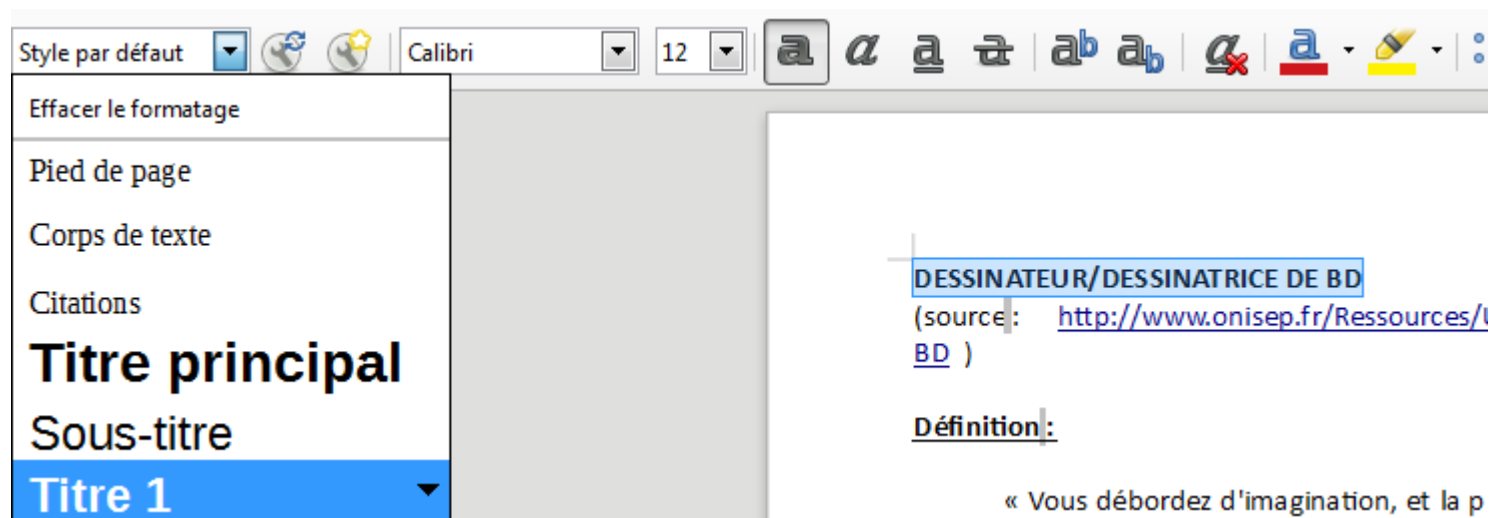 Style par défaut
Calibri
12
a a a a ab ab a a
Effacer le formatage
Pied de page
Corps de texte
Citations
Titre principal
Sous-titre
Titre 1
DESSINATEUR/DESSINATRICE DE BD
(source : http://www.onisep.fr/Ressources/
BD )
Définition :
« Vous débordez d'imagination, et la p